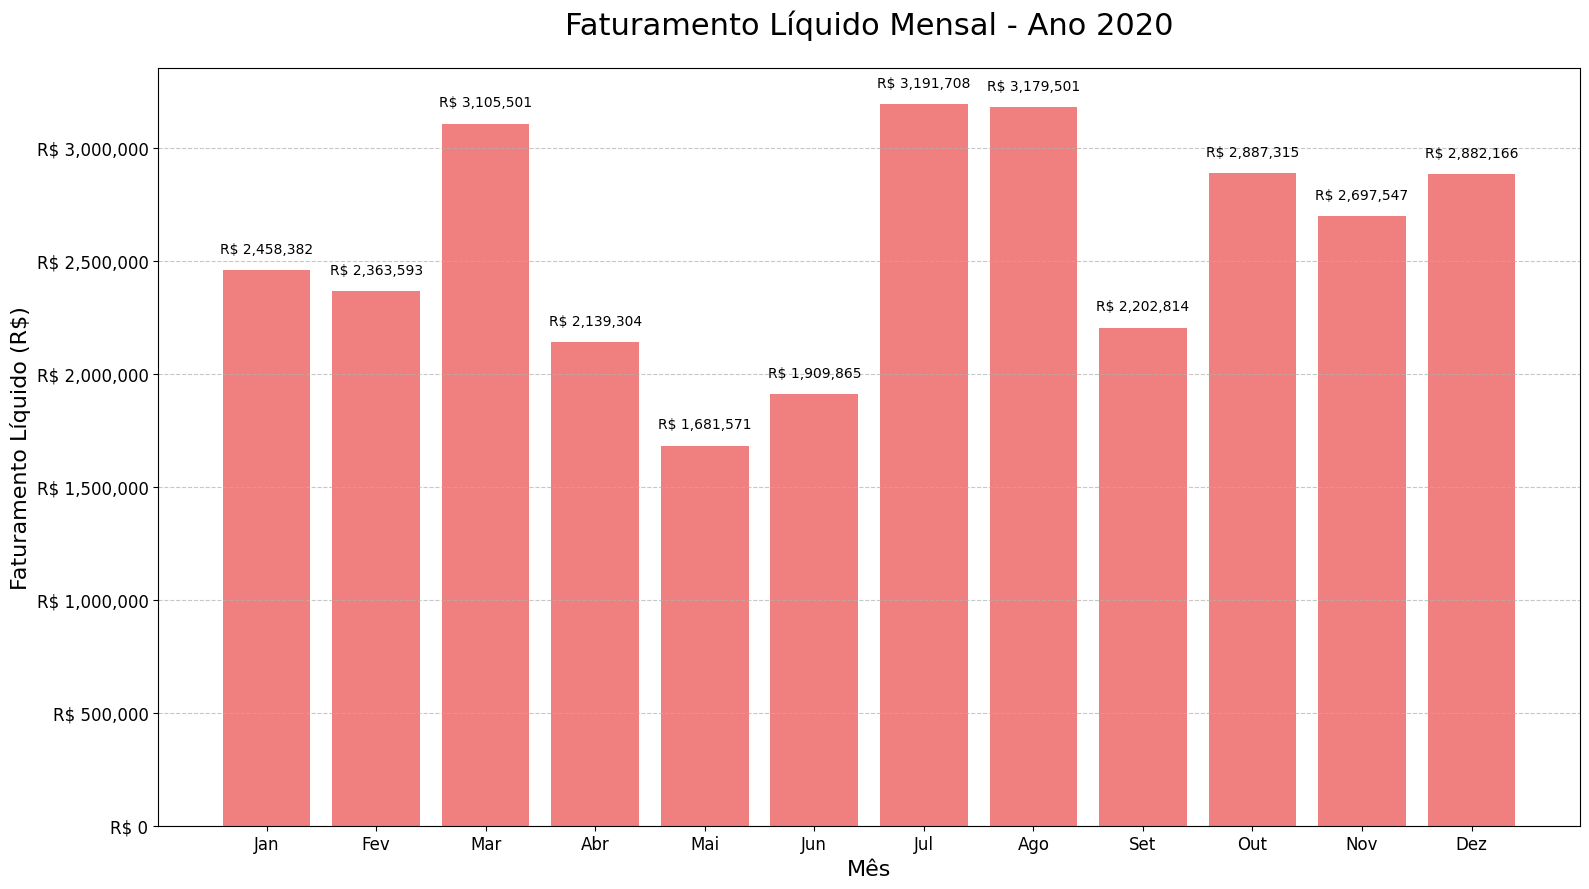 Faturamento Líquido Mensal - Ano 2020
Faturamento Líquido (R$)
R$ 3,000,000
R$ 2,500,000
R$ 2,000,000
R$ 1,500,000
R$ 1,000,000
R$ 500,000
R$ 0
R$ 2,458,382
R$ 2,363,593
R$ 3,105,501
R$ 2,139,304
R$ 1,681,571
R$ 1,909,865
R$ 3,191,708
R$ 3,179,501
R$ 2,202,814
R$ 2,887,315
R$ 2,697,547
R$ 2,882,166
Jan Fev Mar Abr Mai Jun Jul Ago Set Out Nov Dez
Mês